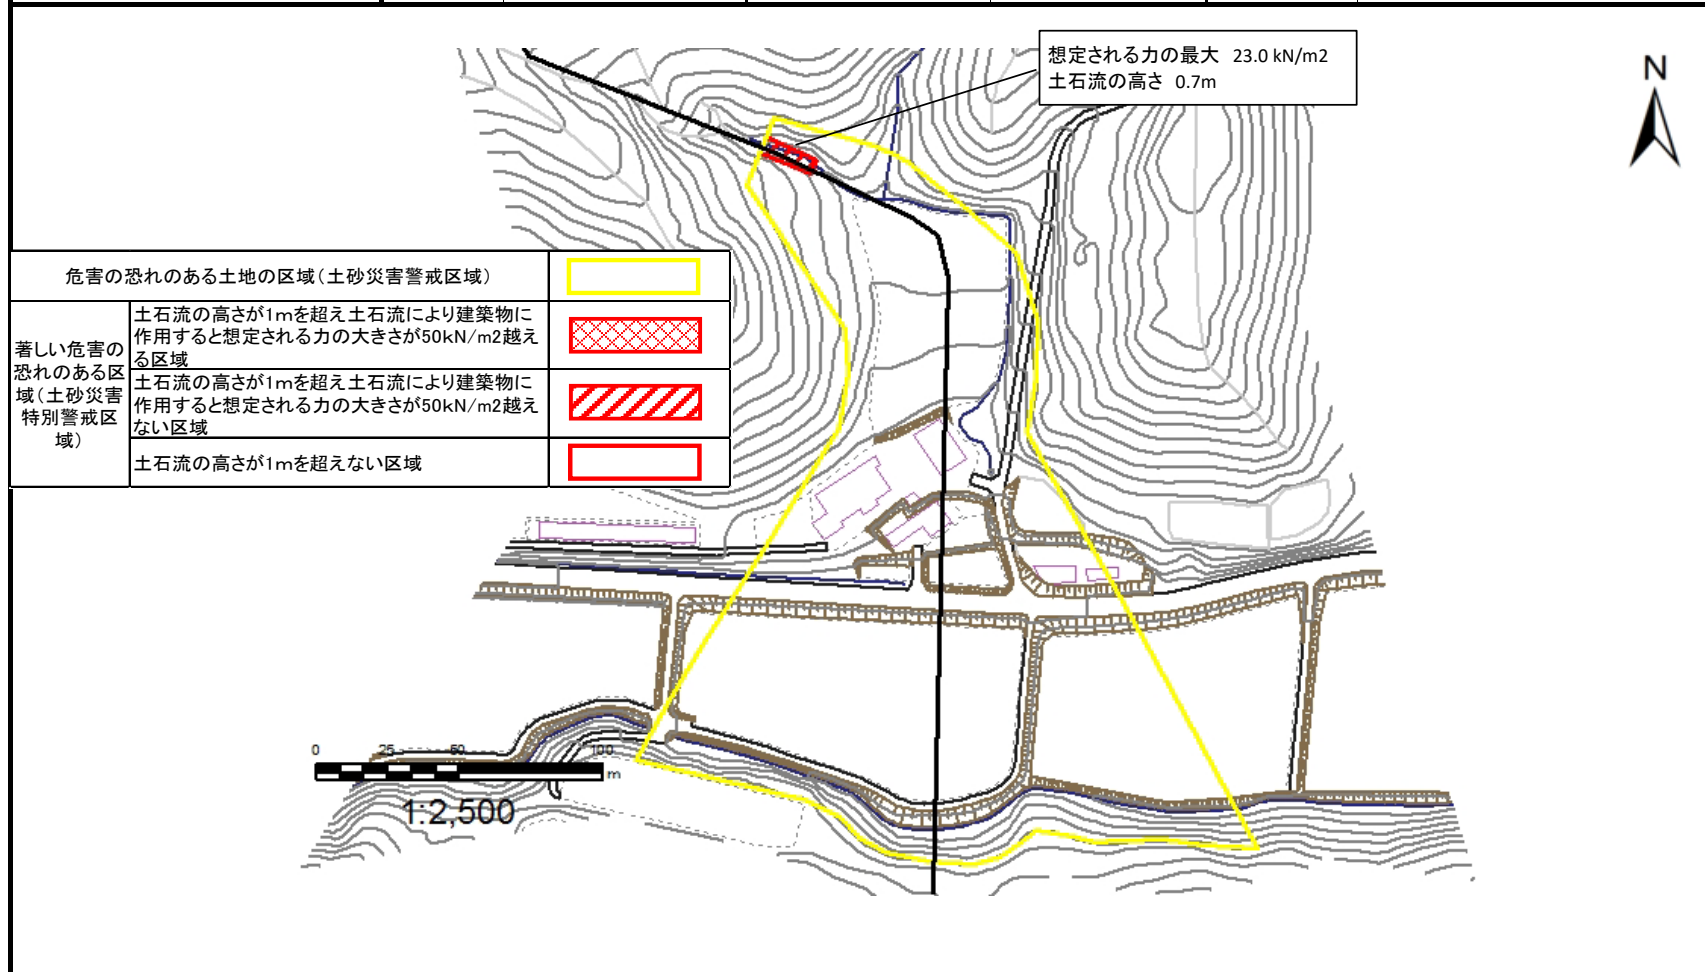 想定される力の最大 23.0 kN/m2
土石流の高さ 0.7m
N
危害の恐れのある土地の区域(土砂災害警戒区域)
著しい危害の
恐れのある区
域(土砂災害
特別警戒区
域)
土石流の高さが1mを超え土石流により建築物に
作用すると想定される力の大きさが50kN/m2越え
る区域
土石流の高さが1mを超え土石流により建築物に
作用すると想定される力の大きさが50kN/m2越え
ない区域
土石流の高さが1mを超えない区域
0 25 50 100
m
1:2,500